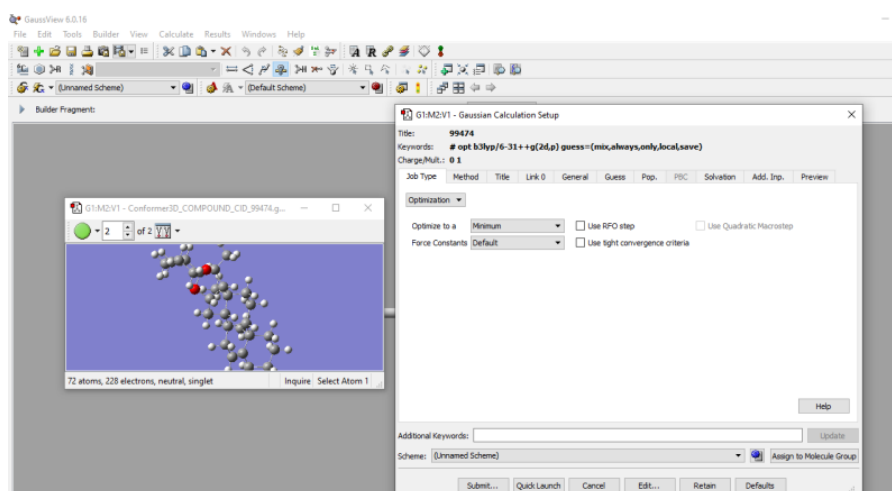 GaussView 6.0.16
File Edit Tools Builder View Calculate Results Windows Help
(Unnamed Scheme) (Default Scheme)
Builder Fragment:
G1:M2:V1 - Gaussian Calculation Setup
Title: 99474
Keywords: # opt b3lyp/6-31++g(2d,p) guess=(mix,always,only,local,save)
Charge/Mult.: 0 1
Job Type Method Title Link 0 General Guess Pop. PBC Solvation Add. Inp. Preview
Optimization
Optimize to a Minimum Use RFO step Use Quadratic Macrostep
Force Constants Default Use tight convergence criteria
G1:M2:V1 - Conformer3D_COMPOUND_CID_99474.g...
2 of 2
72 atoms, 228 electrons, neutral, singlet Inquire Select Atom 1
Help
Additional Keywords: Update
Scheme: (Unnamed Scheme) Assign to Molecule Group
Submit... Quick Launch Cancel Edit... Retain Defaults